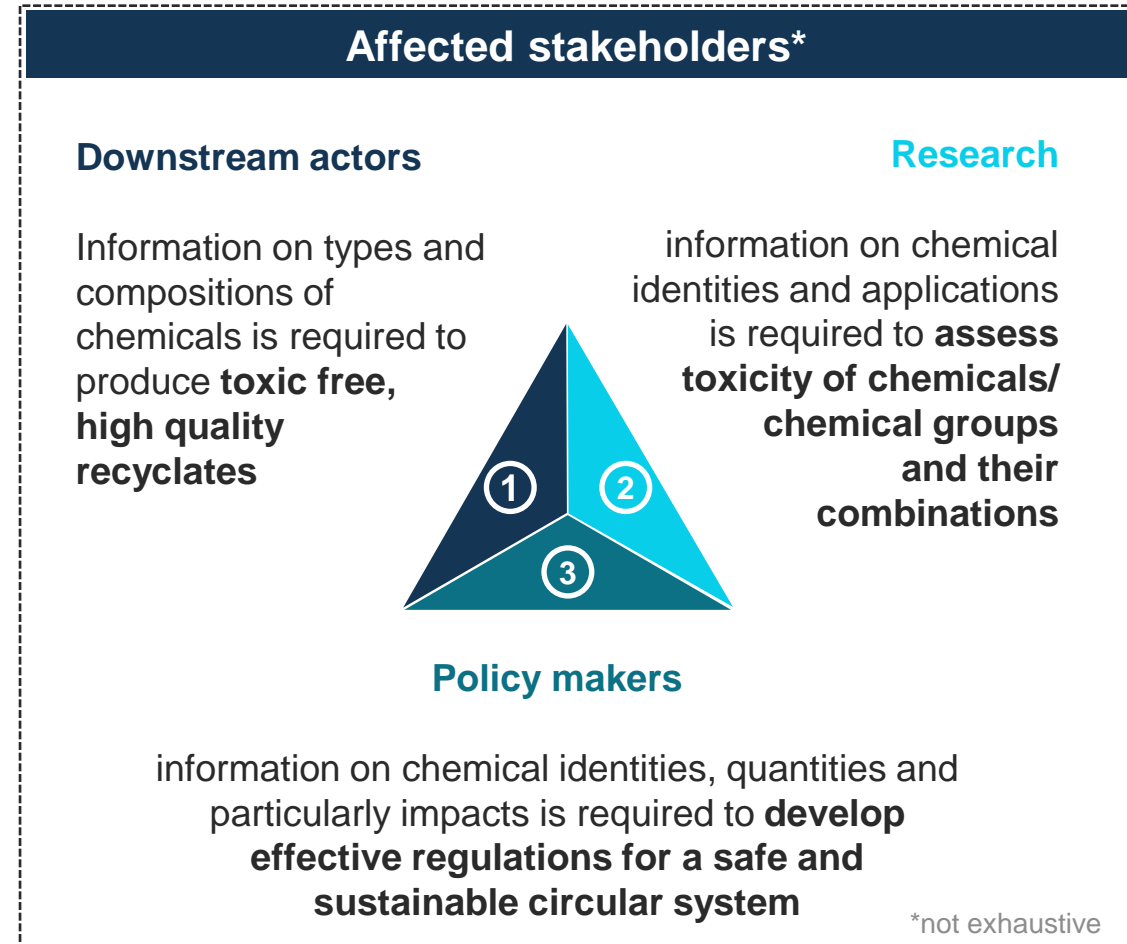 Affected stakeholders*
Downstream actors
Information on types and
compositions of
chemicals is required to
produce toxic free,
high quality
recyclates
Research
information on chemical
identities and applications
is required to assess
toxicity of chemicals/
chemical groups
and their
combinations
1
2
3
Policy makers
information on chemical identities, quantities and
particularly impacts is required to develop
effective regulations for a safe and
sustainable circular system
*not exhaustive